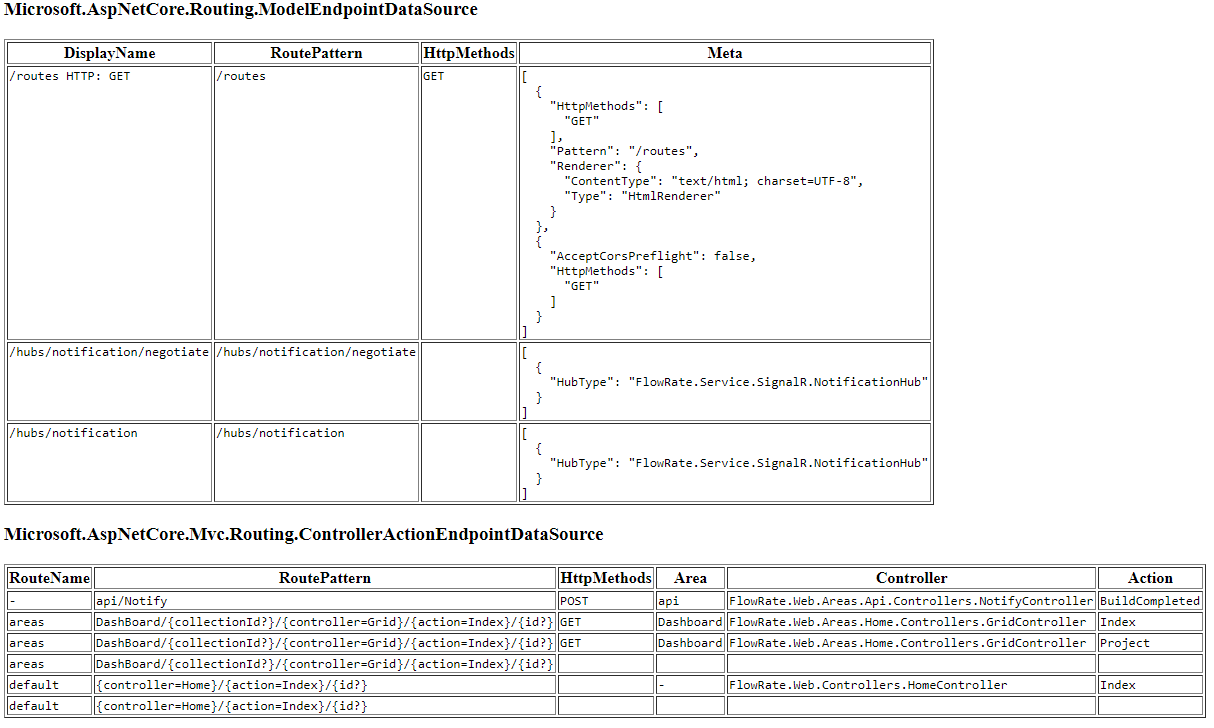 Microsoft.AspNetCore.Routing.ModelEndpointDataSource
DisplayName RoutePattern HttpMethods Meta
/routes HTTP: GET /routes GET [
{
"HttpMethods": [
"GET"
],
"Pattern": "/routes",
"Renderer": {
"ContentType": "text/html; charset=UTF-8",
"Type": "HtmlRenderer"
}
},
{
"AcceptCorsPreflight": false,
"HttpMethods": [
"GET"
]
}
]
/hubs/notification/negotiate /hubs/notification/negotiate [
{
"HubType": "FlowRate.Service.SignalR.NotificationHub"
}
]
/hubs/notification /hubs/notification [
{
"HubType": "FlowRate.Service.SignalR.NotificationHub"
}
]
Microsoft.AspNetCore.Mvc.Routing.ControllerActionEndpointDataSource
RouteName RoutePattern HttpMethods Area Controller Action
- api/Notify POST api FlowRate.Web.Areas.Api.Controllers.NotifyController BuildCompleted
areas DashBoard/{collectionId?}/{controller=Grid}/{action=Index}/{id?} GET Dashboard FlowRate.Web.Areas.Home.Controllers.GridController Index
areas DashBoard/{collectionId?}/{controller=Grid}/{action=Index}/{id?} GET Dashboard FlowRate.Web.Areas.Home.Controllers.GridController Project
areas DashBoard/{collectionId?}/{controller=Grid}/{action=Index}/{id?}
default {controller=Home}/{action=Index}/{id?} - FlowRate.Web.Controllers.HomeController Index
default {controller=Home}/{action=Index}/{id?}